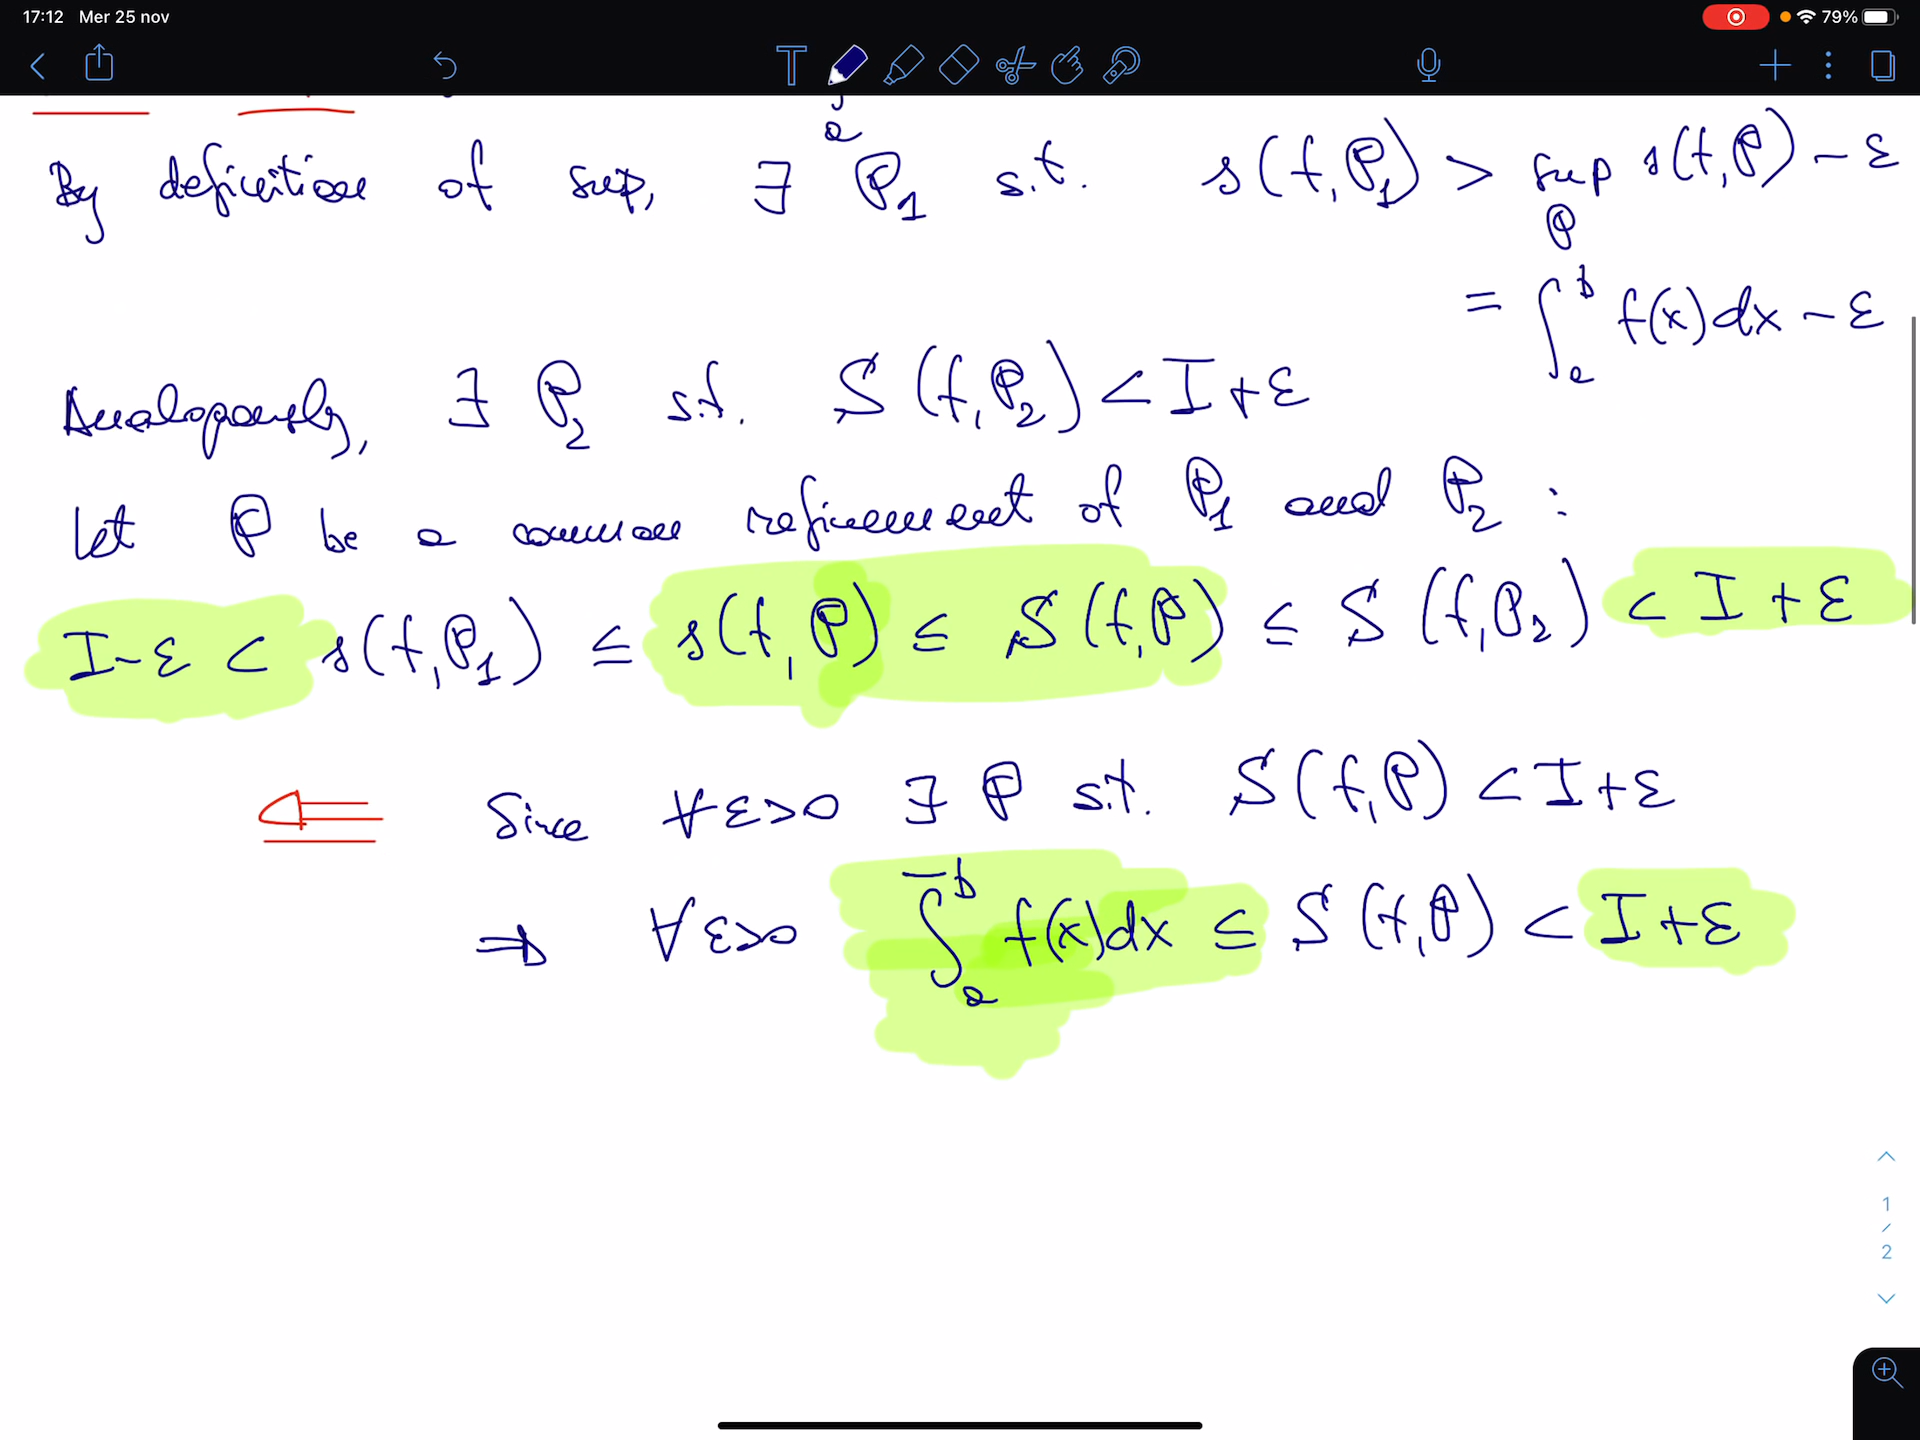 17:12 Mer 25 nov 79%
a
By definition of sup, ∃ P₁ s.t. s(f,P₁) > sup s(f,P) - ε
P
= ∫ₐᵇ f(x)dx - ε
Analogously, ∃ P₂ s.t. S(f,P₂) < I+ε
Let P be a common refinement of P₁ and P₂ :
I-ε < s(f,P₁) ≤ s(f,P) ≤ S(f,P) ≤ S(f,P₂) < I+ε
⇐ Since ∀ε>0 ∃ P s.t. S(f,P) < I+ε
⇒ ∀ε>0 ∫̅ₐᵇ f(x)dx ≤ S(f,P) < I+ε
1
/
2